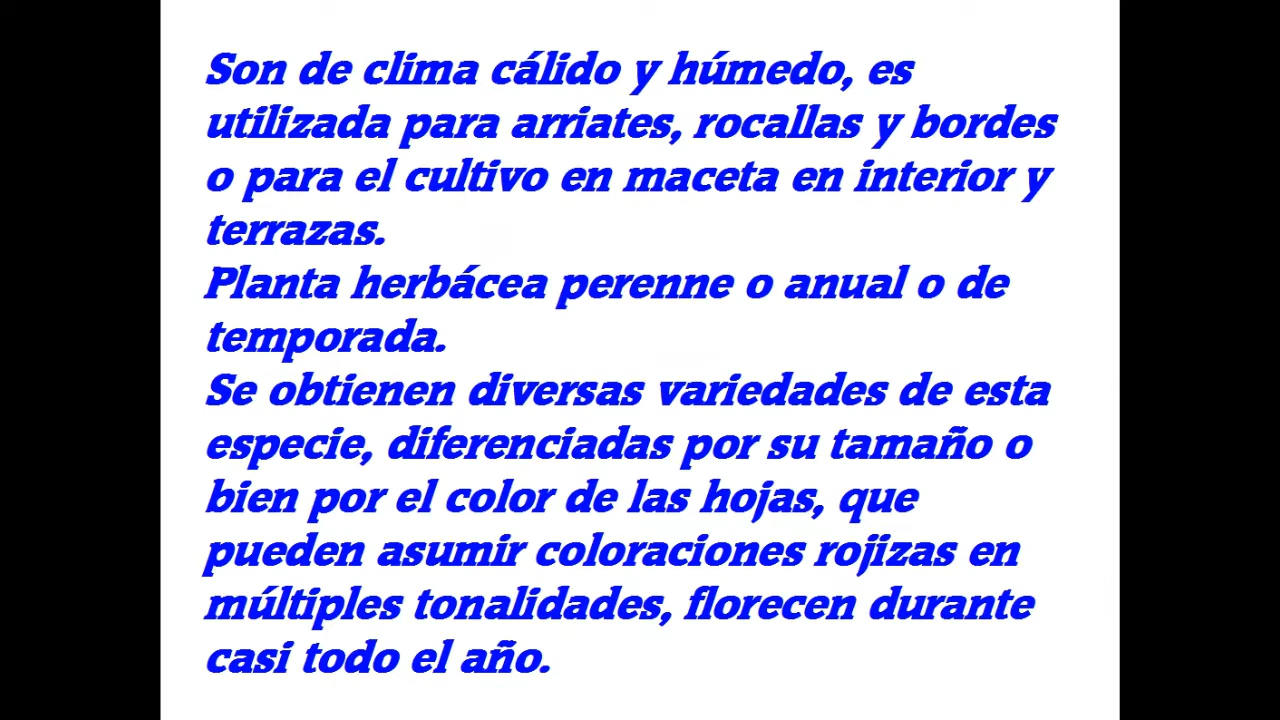 Son de clima cálido y húmedo, es
utilizada para arriates, rocallas y bordes
o para el cultivo en maceta en interior y
terrazas.
Planta herbácea perenne o anual o de
temporada.
Se obtienen diversas variedades de esta
especie, diferenciadas por su tamaño o
bien por el color de las hojas, que
pueden asumir coloraciones rojizas en
múltiples tonalidades, florecen durante
casi todo el año.